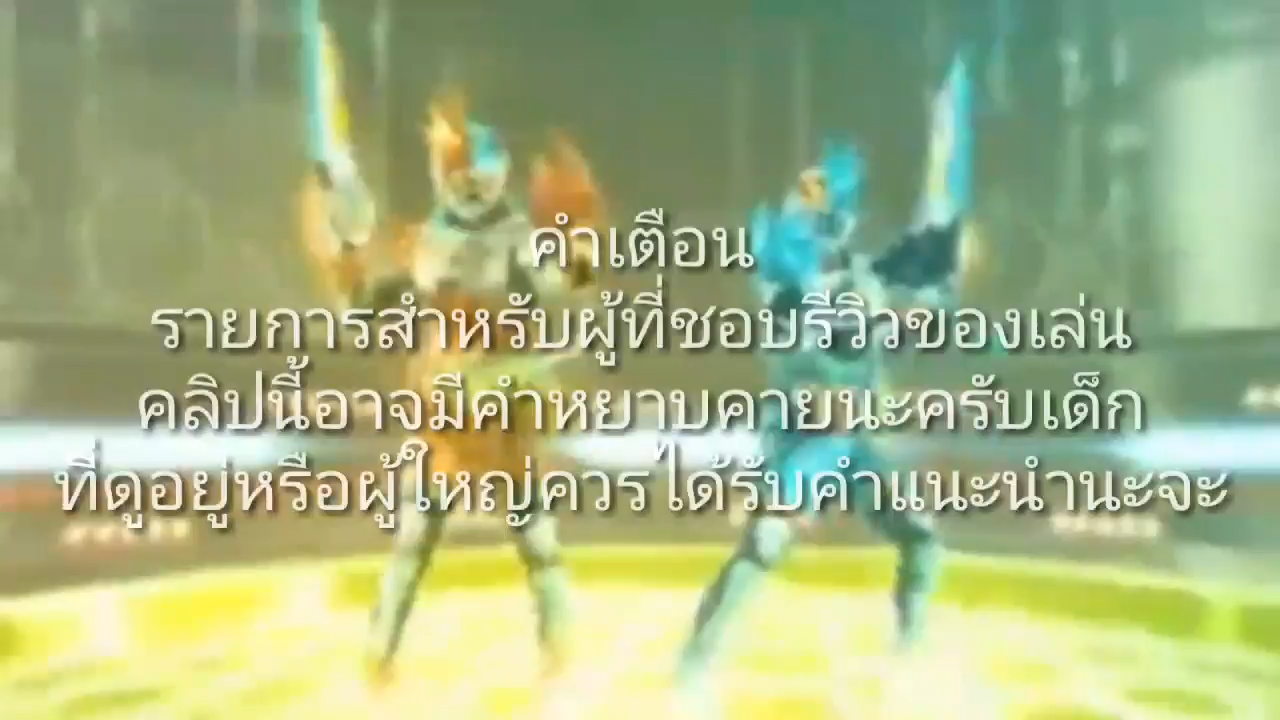 คำเตือน
รายการสำหรับผู้ที่ชอบรีวิวของเล่น
คลิปนี้อาจมีคำหยาบคายนะครับเด็ก
ที่ดูอยู่หรือผู้ใหญ่ควรได้รับคำแนะนำนะจะ